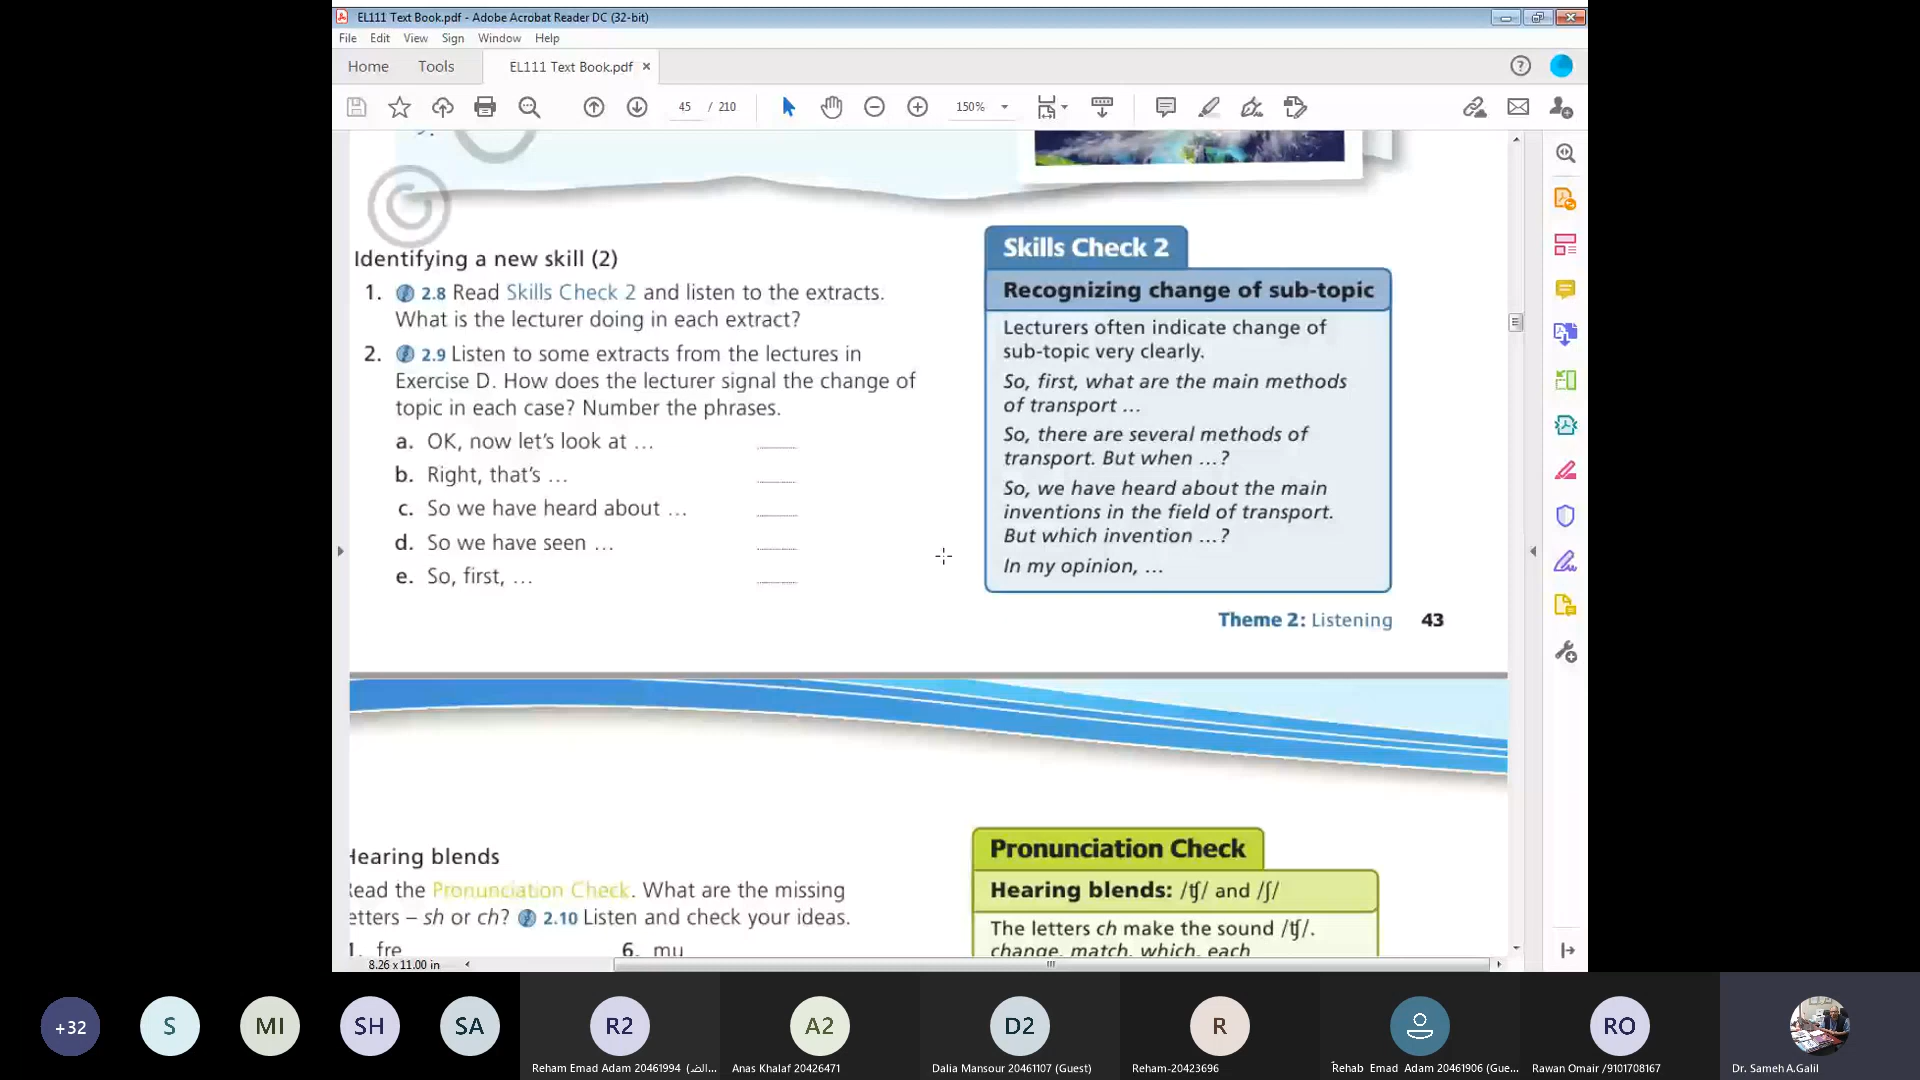 EL111 Text Book.pdf - Adobe Acrobat Reader DC (32-bit)
File Edit View Sign Window Help
Home Tools EL111 Text Book.pdf ×
45 / 210 150%
Identifying a new skill (2)
1. 2.8 Read Skills Check 2 and listen to the extracts.
What is the lecturer doing in each extract?
2. 2.9 Listen to some extracts from the lectures in
Exercise D. How does the lecturer signal the change of
topic in each case? Number the phrases.
a. OK, now let's look at …
b. Right, that's …
c. So we have heard about …
d. So we have seen …
e. So, first, …
Skills Check 2
Recognizing change of sub-topic
Lecturers often indicate change of
sub-topic very clearly.
So, first, what are the main methods
of transport …
So, there are several methods of
transport. But when …?
So, we have heard about the main
inventions in the field of transport.
But which invention …?
In my opinion, …
Theme 2: Listening 43
Hearing blends
Read the Pronunciation Check. What are the missing
letters – sh or ch? 2.10 Listen and check your ideas.
1. fre 6. mu
Pronunciation Check
Hearing blends: /ʧ/ and /ʃ/
The letters ch make the sound /ʧ/.
change, match, which, each
8.26 x 11.00 in
+32 S MI SH SA R2 A2 D2 R RO
Reham Emad Adam 20461994 (الض...
Anas Khalaf 20426471
Dalia Mansour 20461107 (Guest)
Reham-20423696
Rehab Emad Adam 20461906 (Gue...
Rawan Omair /9101708167
Dr. Sameh A.Galil